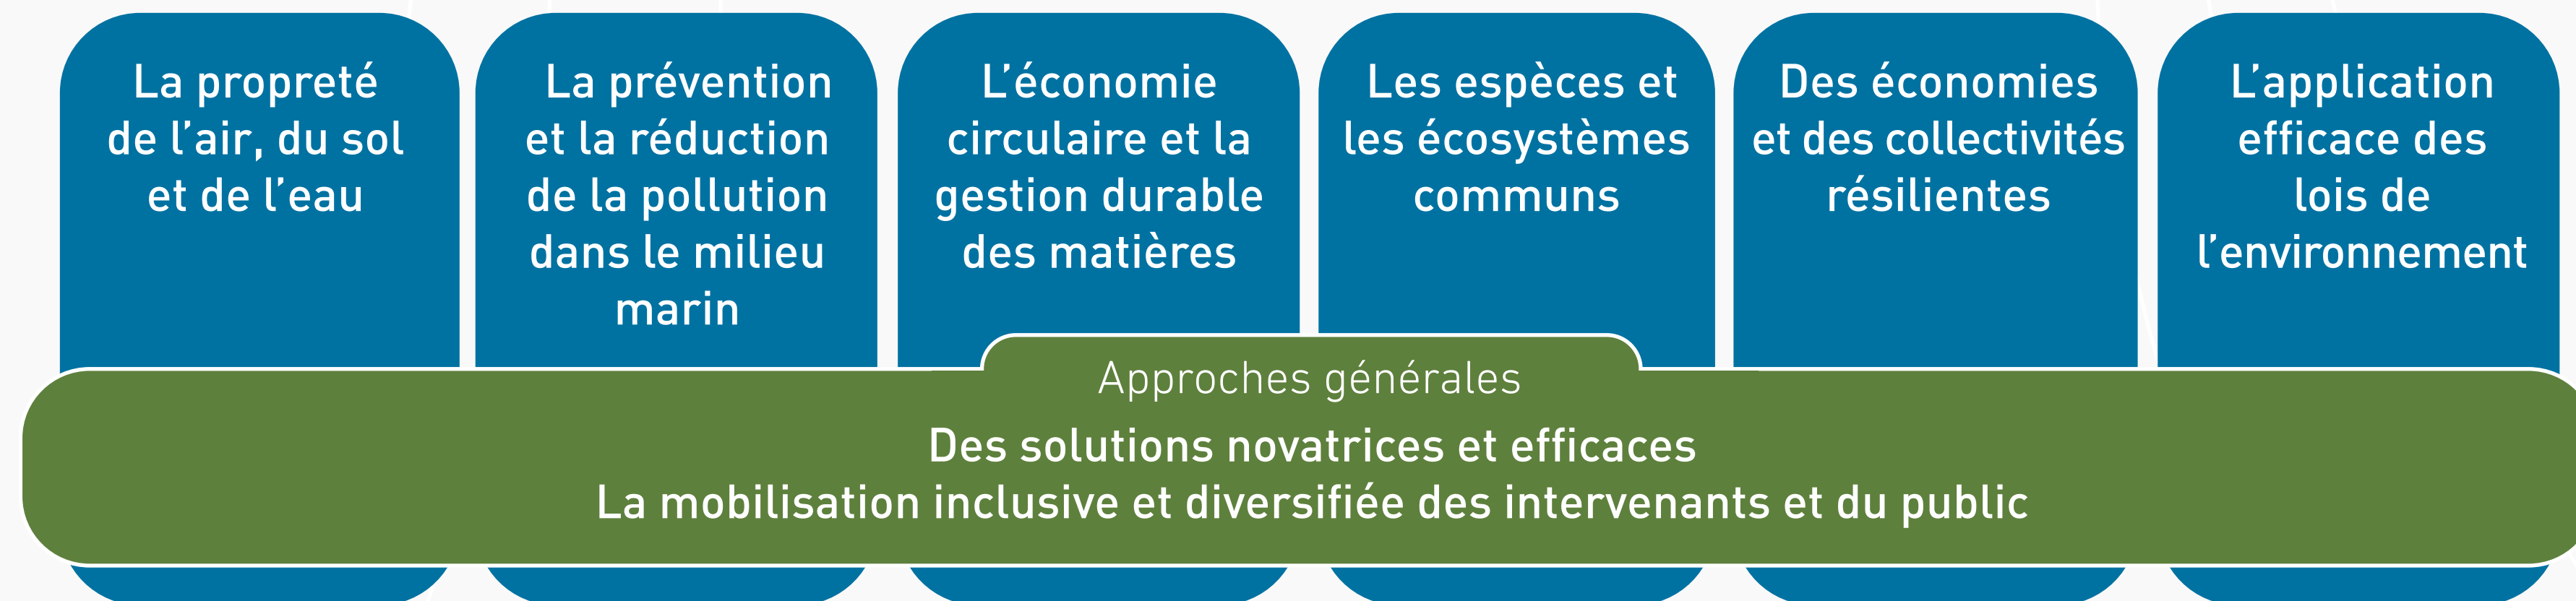 La propreté
de l’air, du sol
et de l’eau
La prévention
et la réduction
de la pollution
dans le milieu
marin
L’économie
circulaire et la
gestion durable
des matières
Les espèces et
les écosystèmes
communs
Des économies
et des collectivités
résilientes
L’application
efficace des
lois de
l’environnement
Approches générales
Des solutions novatrices et efficaces
La mobilisation inclusive et diversifiée des intervenants et du public